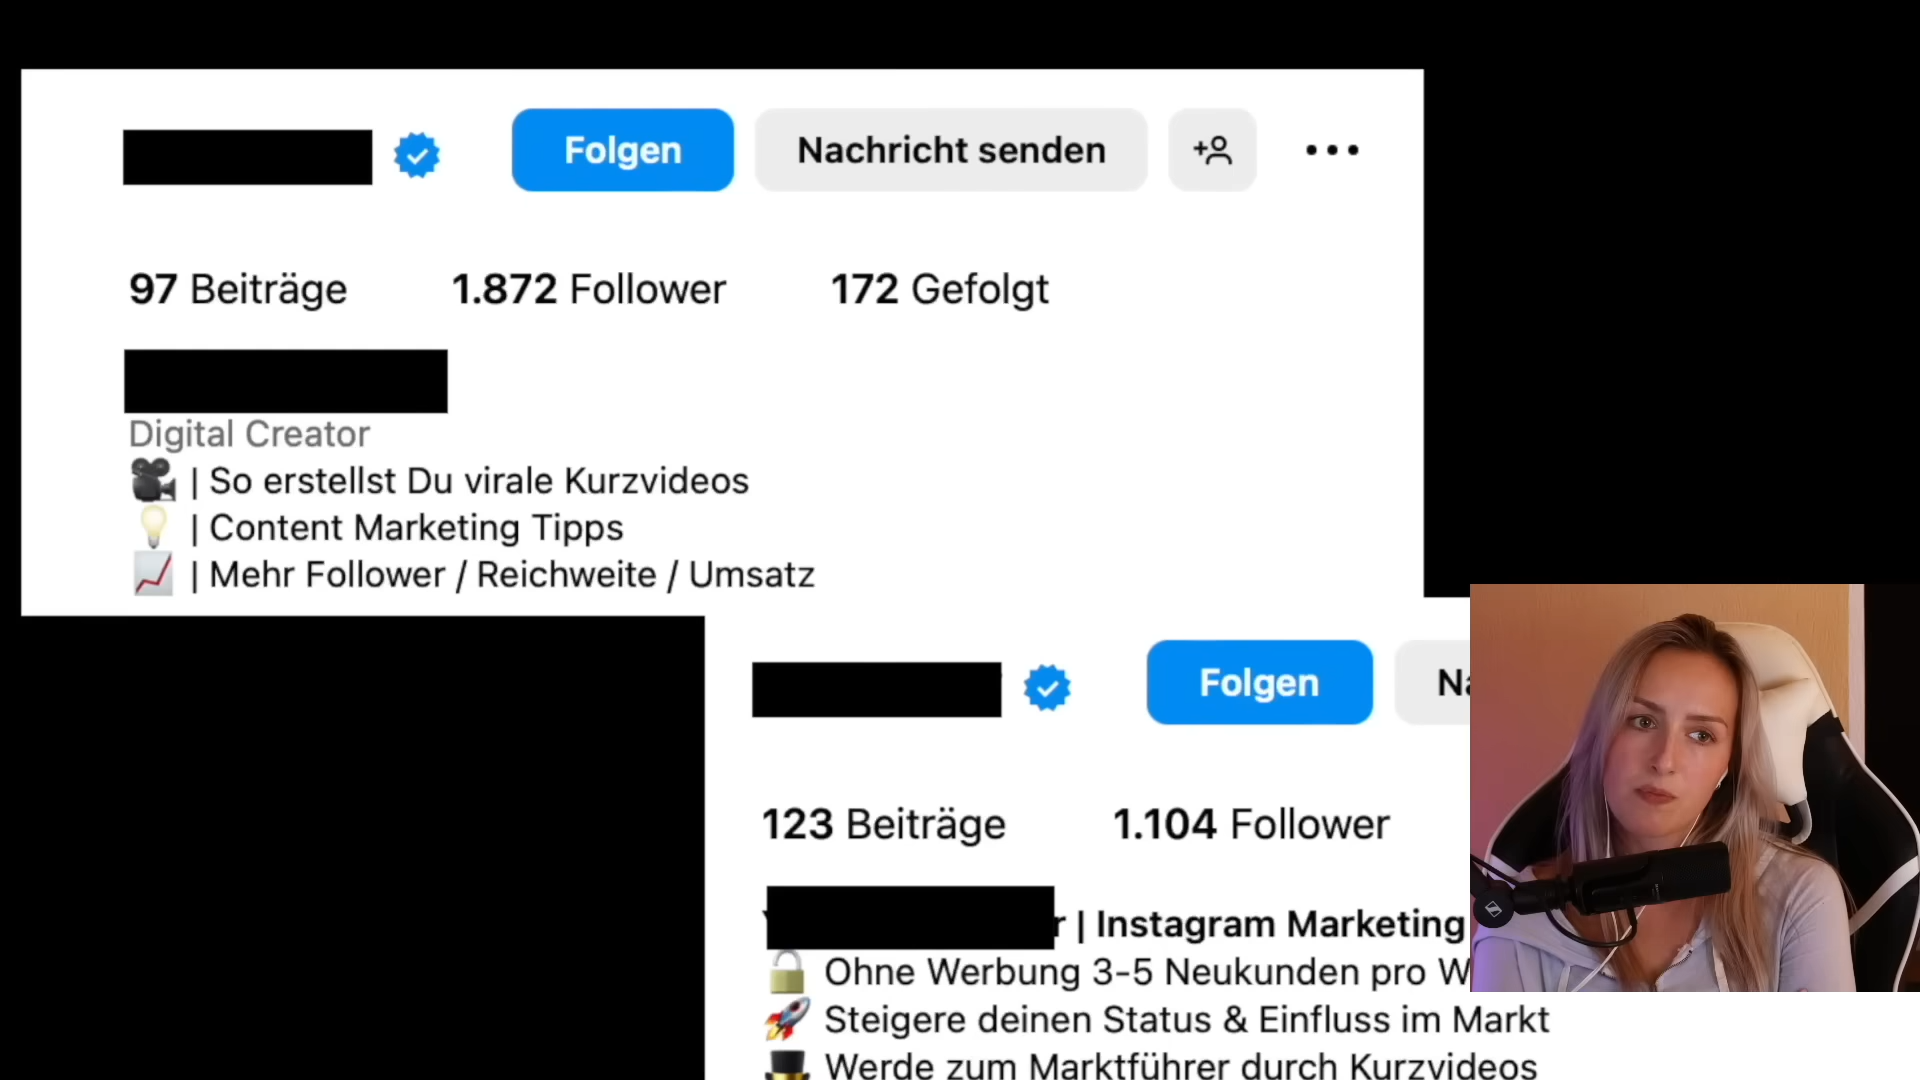 Folgen
Nachricht senden
97 Beiträge 1.872 Follower 172 Gefolgt
Digital Creator
| So erstellst Du virale Kurzvideos
| Content Marketing Tipps
| Mehr Follower / Reichweite / Umsatz
Folgen
123 Beiträge 1.104 Follower
| Instagram Marketing
Ohne Werbung 3-5 Neukunden pro
Steigere deinen Status & Einfluss im Markt
Werde zum Marktführer durch Kurzvideos